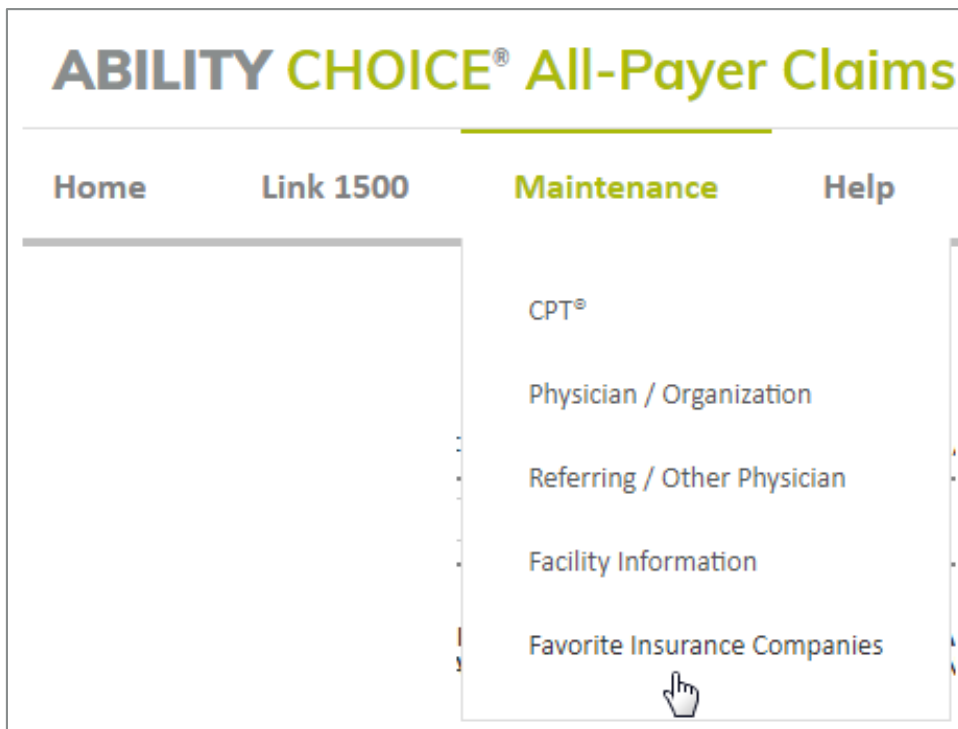 ABILITY CHOICE® All-Payer Claims
Home Link 1500 Maintenance Help
CPT®
Physician / Organization
Referring / Other Physician
Facility Information
Favorite Insurance Companies